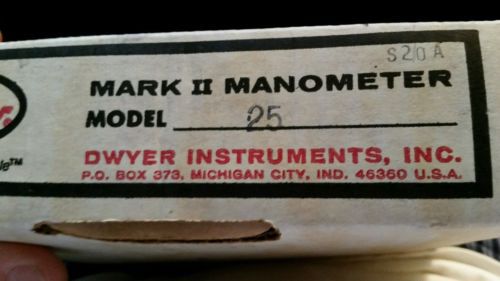 S20A
MARK II MANOMETER
MODEL 25
DWYER INSTRUMENTS, INC.
P.O. BOX 373, MICHIGAN CITY, IND. 46360 U.S.A.